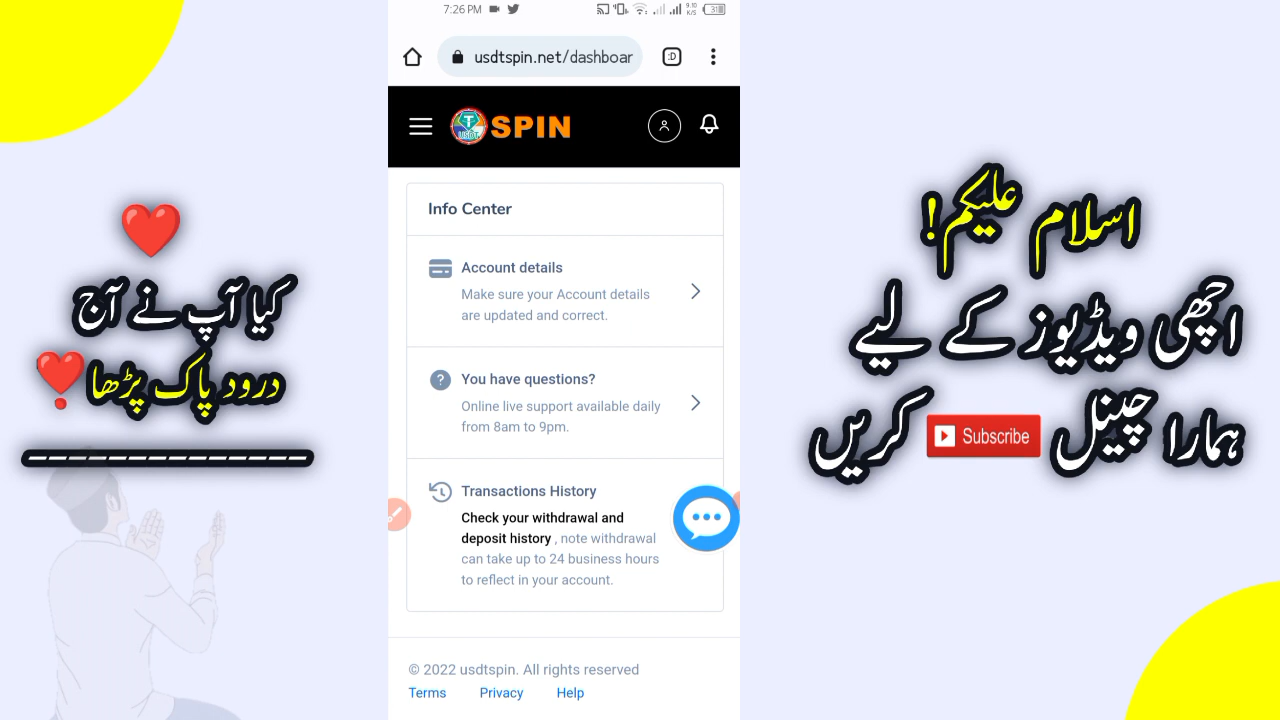 ❤️
کیا آپ نے آج
درود پاک پڑھا❣️
7:26 PM
9.10
K/S
31
usdtspin.net/dashboar
:D
T
USDT
SPIN
Info Center
Account details
Make sure your Account details
are updated and correct.
You have questions?
Online live support available daily
from 8am to 9pm.
Transactions History
Check your withdrawal and
deposit history , note withdrawal
can take up to 24 business hours
to reflect in your account.
© 2022 usdtspin. All rights reserved
Terms Privacy Help
اسلام علیکم!
اچھی ویڈیوز کے لیے
ہمارا چینل Subscribe کریں